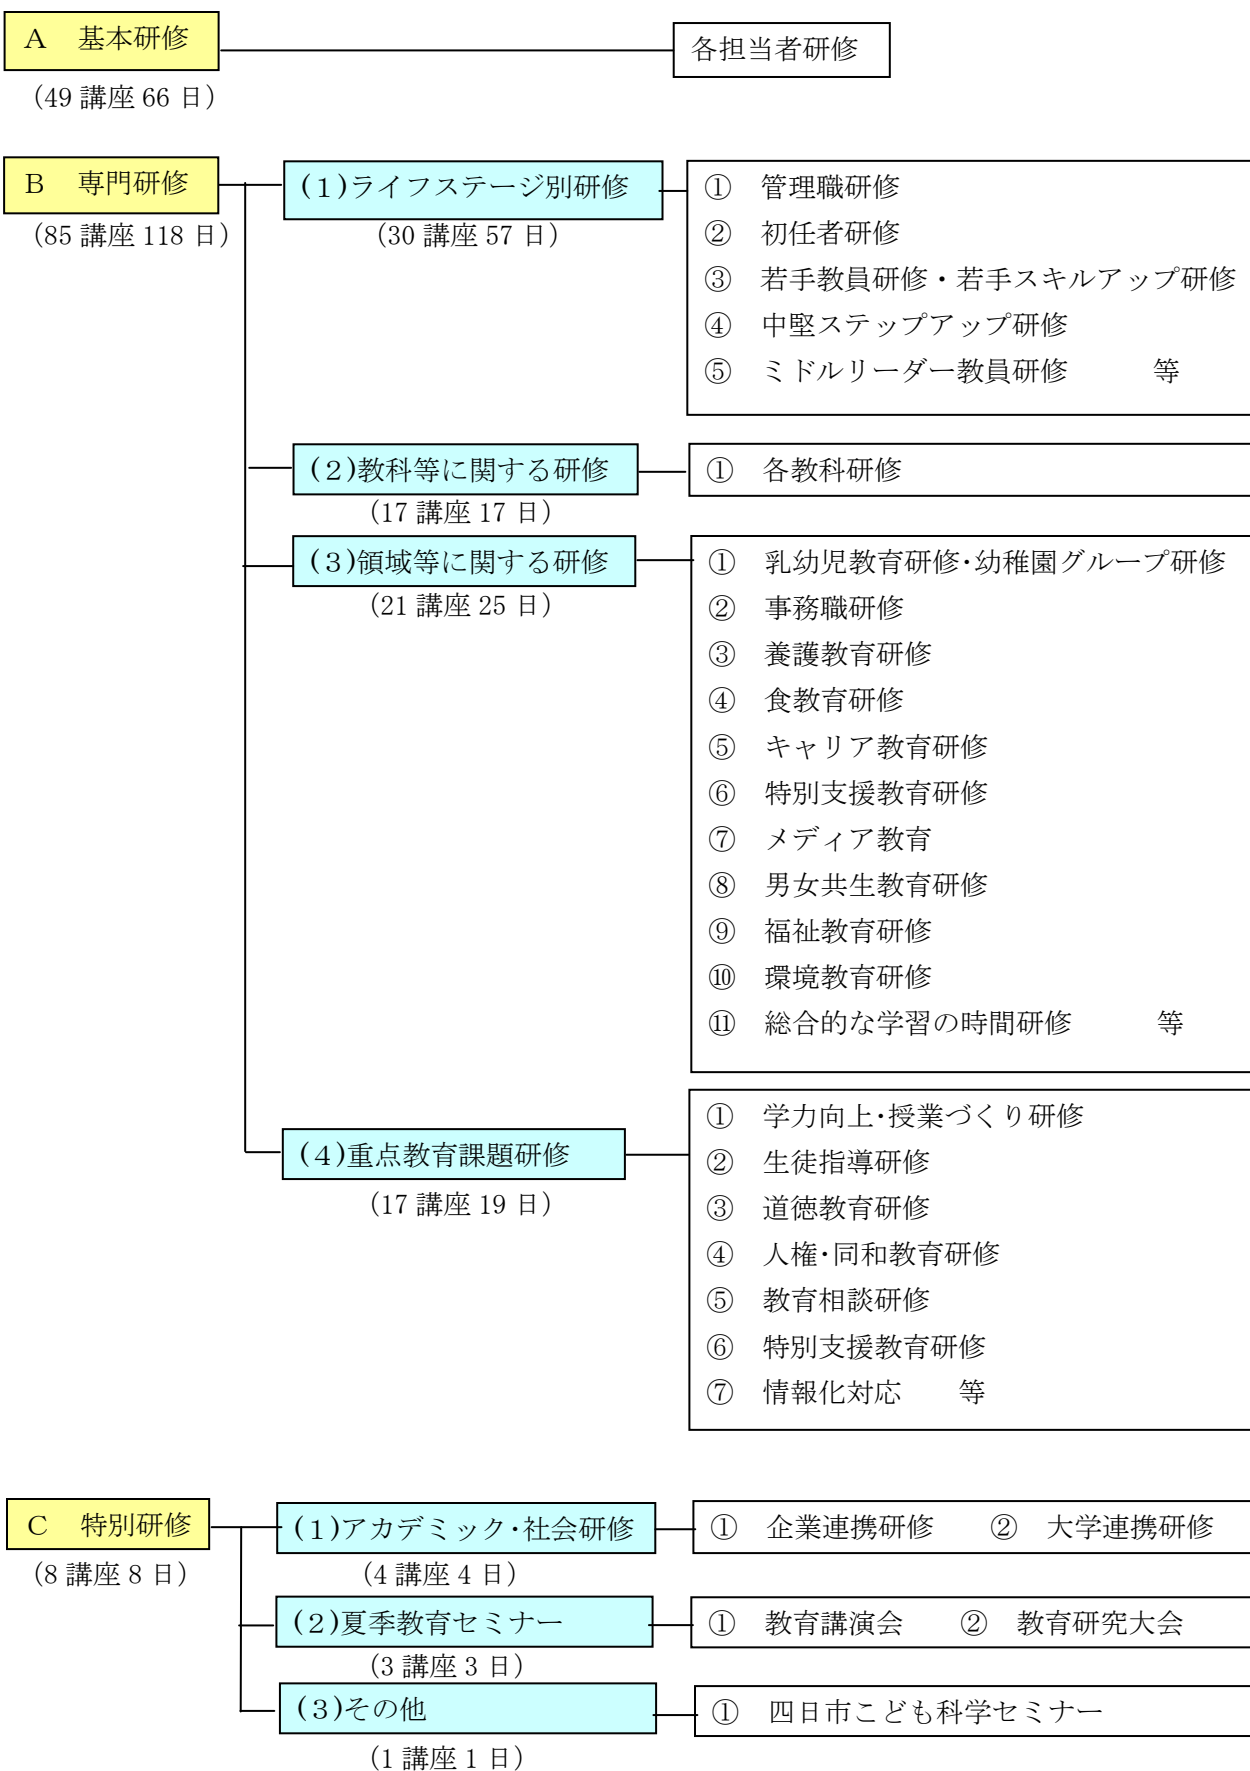 Ａ　基本研修
各担当者研修
（49 講座 66 日）
Ｂ　専門研修
（85 講座 118 日）
(１)ライフステージ別研修
（30 講座 57 日）
①　管理職研修
②　初任者研修
③　若手教員研修・若手スキルアップ研修
④　中堅ステップアップ研修
⑤　ミドルリーダー教員研修　　　等
(２)教科等に関する研修
（17 講座 17 日）
①　各教科研修
(３)領域等に関する研修
（21 講座 25 日）
①　乳幼児教育研修･幼稚園グループ研修
②　事務職研修
③　養護教育研修
④　食教育研修
⑤　キャリア教育研修
⑥　特別支援教育研修
⑦　メディア教育
⑧　男女共生教育研修
⑨　福祉教育研修
⑩　環境教育研修
⑪　総合的な学習の時間研修　　　等
(４)重点教育課題研修
（17 講座 19 日）
①　学力向上･授業づくり研修
②　生徒指導研修
③　道徳教育研修
④　人権･同和教育研修
⑤　教育相談研修
⑥　特別支援教育研修
⑦　情報化対応　　等
Ｃ　特別研修
（8 講座 8 日）
(１)アカデミック･社会研修
（4 講座 4 日）
①　企業連携研修　　②　大学連携研修
(２)夏季教育セミナー
（3 講座 3 日）
①　教育講演会　　②　教育研究大会
(３)その他
（1 講座 1 日）
①　四日市こども科学セミナー